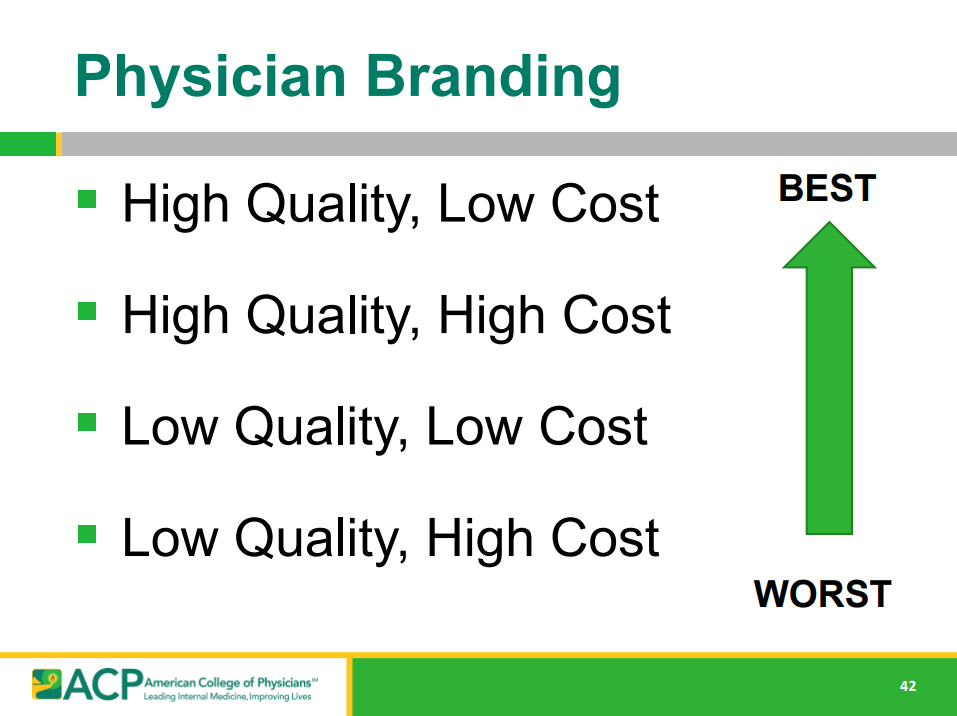 Physician Branding
High Quality, Low Cost
High Quality, High Cost
Low Quality, Low Cost
Low Quality, High Cost
BEST
WORST
ACP American College of Physicians℠
Leading Internal Medicine, Improving Lives
42